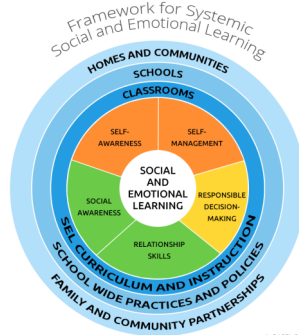 Framework for Systemic
Social and Emotional Learning
HOMES AND COMMUNITIES
SCHOOLS
CLASSROOMS
SELF-
AWARENESS
SELF-
MANAGEMENT
SOCIAL
AND
EMOTIONAL
LEARNING
SOCIAL
AWARENESS
RESPONSIBLE
DECISION-
MAKING
RELATIONSHIP
SKILLS
SEL CURRICULUM AND INSTRUCTION
SCHOOL WIDE PRACTICES AND POLICIES
FAMILY AND COMMUNITY PARTNERSHIPS